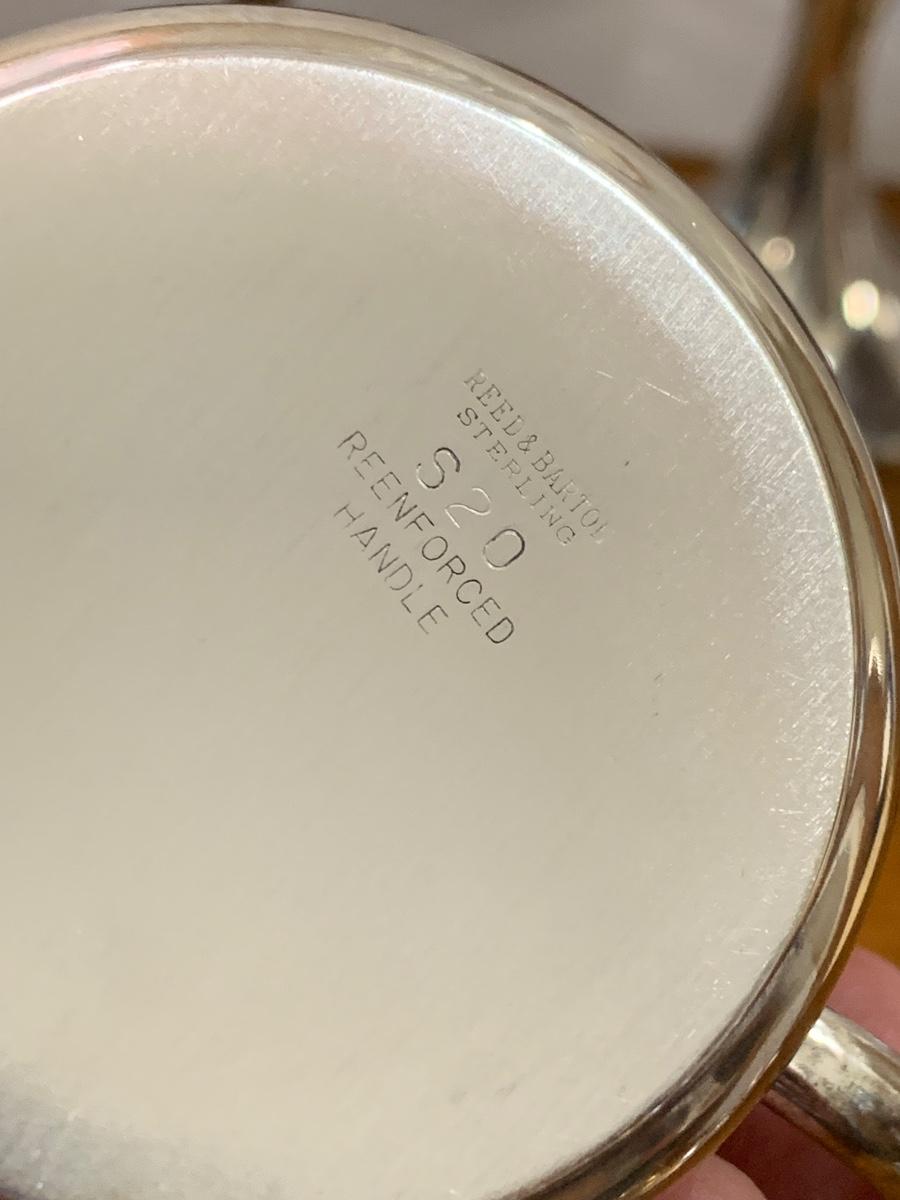 REED & BARTON
STERLING
S20
REENFORCED
HANDLE